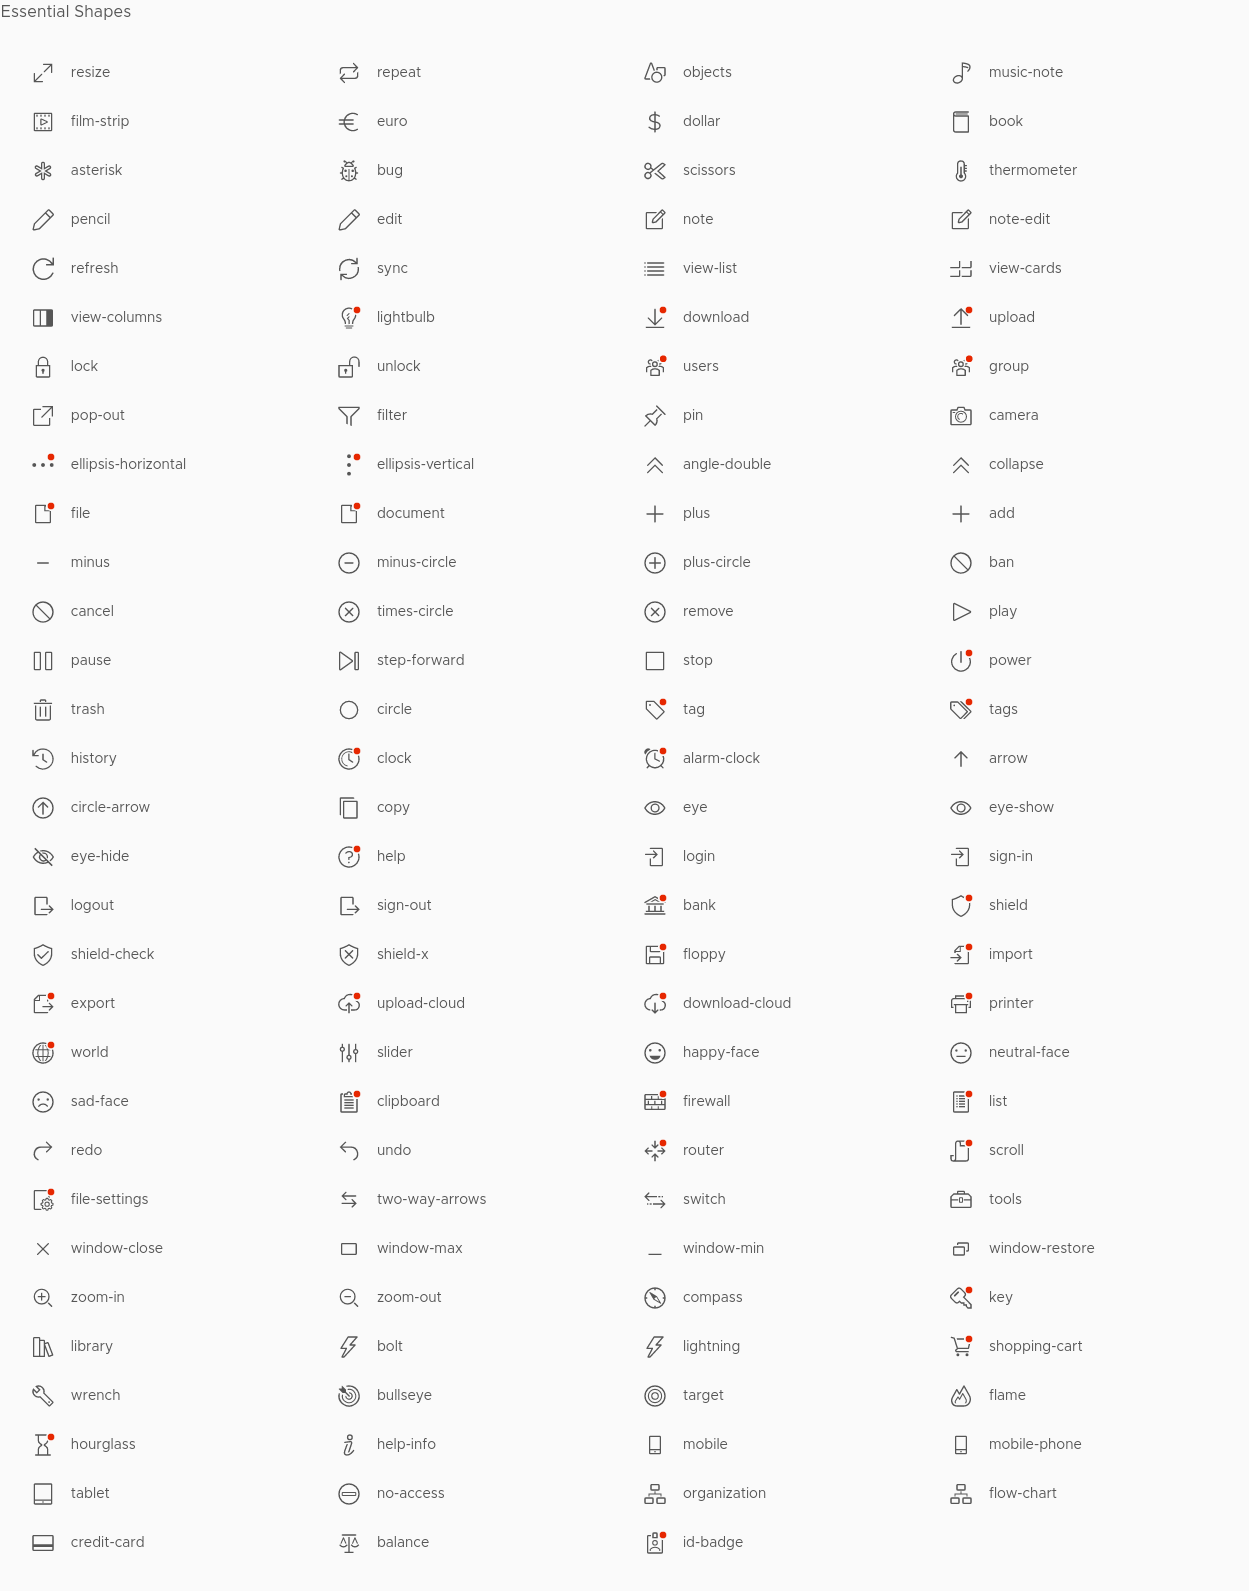 Essential Shapes
resize repeat objects music-note
film-strip euro dollar book
asterisk bug scissors thermometer
pencil edit note note-edit
refresh sync view-list view-cards
view-columns lightbulb download upload
lock unlock users group
pop-out filter pin camera
ellipsis-horizontal ellipsis-vertical angle-double collapse
file document plus add
minus minus-circle plus-circle ban
cancel times-circle remove play
pause step-forward stop power
trash circle tag tags
history clock alarm-clock arrow
circle-arrow copy eye eye-show
eye-hide help login sign-in
logout sign-out bank shield
shield-check shield-x floppy import
export upload-cloud download-cloud printer
world slider happy-face neutral-face
sad-face clipboard firewall list
redo undo router scroll
file-settings two-way-arrows switch tools
window-close window-max window-min window-restore
zoom-in zoom-out compass key
library bolt lightning shopping-cart
wrench bullseye target flame
hourglass help-info mobile mobile-phone
tablet no-access organization flow-chart
credit-card balance id-badge